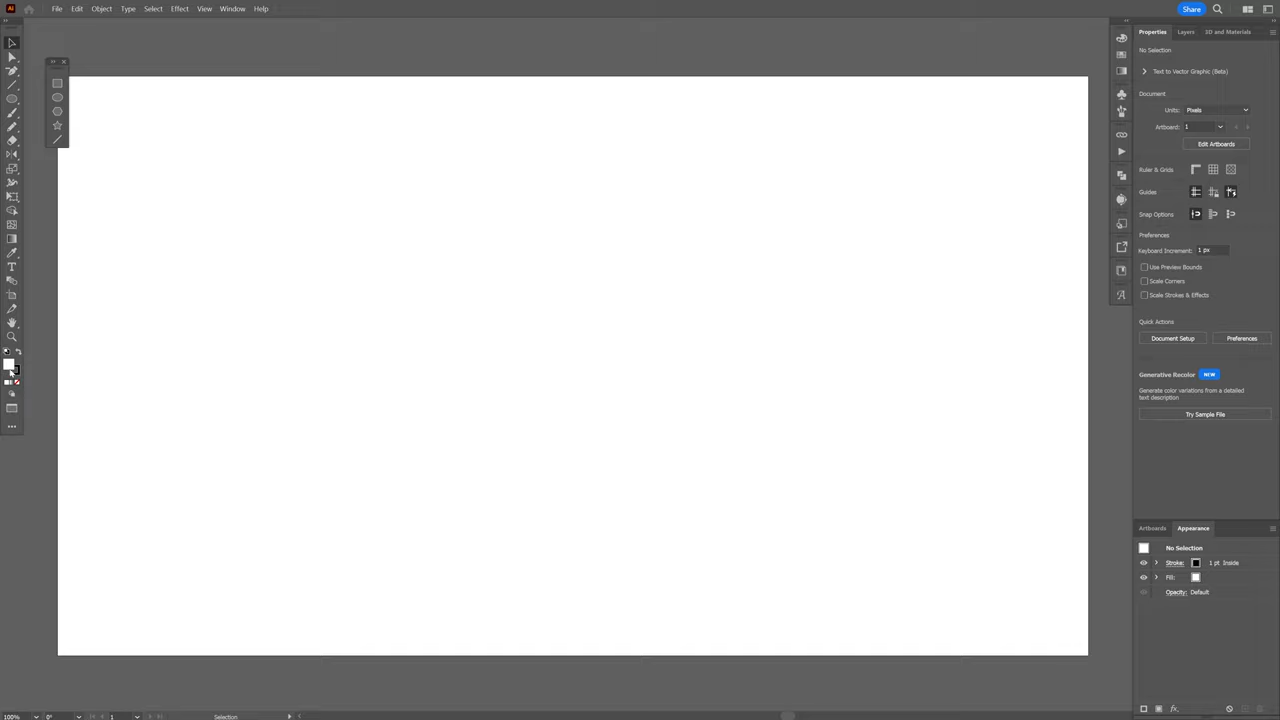 Ai File Edit Object Type Select Effect View Window Help Share
Properties Layers 3D and Materials
No Selection
Text to Vector Graphic (Beta)
Document
Units: Pixels
Artboard: 1
Edit Artboards
Ruler & Grids
Guides
Snap Options
Preferences
Keyboard Increment: 1 px
Use Preview Bounds
Scale Corners
Scale Strokes & Effects
Quick Actions
Document Setup Preferences
Generative Recolor NEW
Generate color variations from a detailed
text description
Try Sample File
Artboards Appearance
No Selection
Stroke: 1 pt Inside
Fill:
Opacity: Default
fx
100% 0° 1 Selection